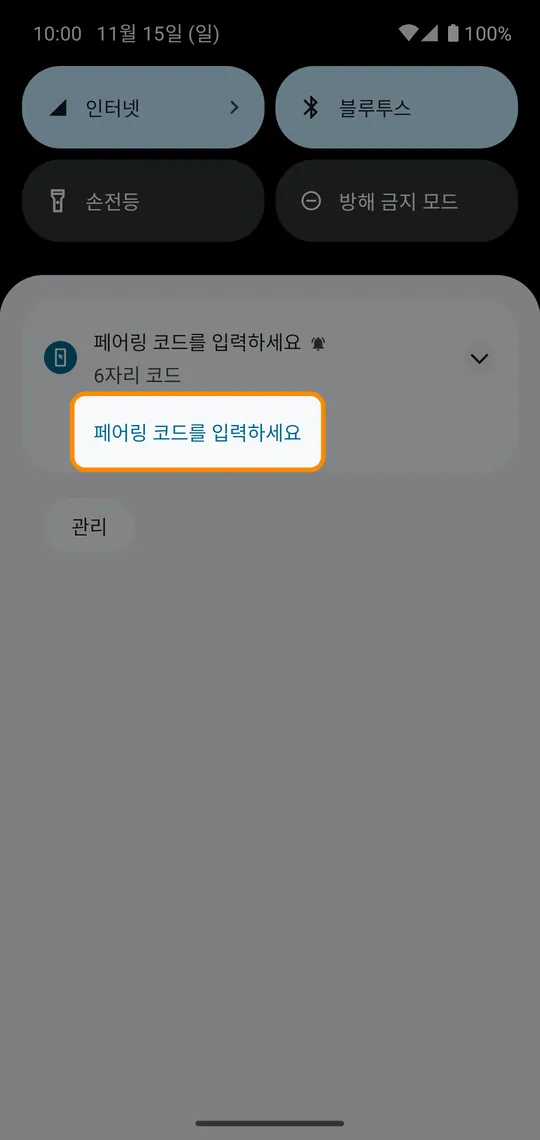 10:00 11월 15일 (일) 100%
인터넷 블루투스
손전등 방해 금지 모드
페어링 코드를 입력하세요
6자리 코드
페어링 코드를 입력하세요
관리